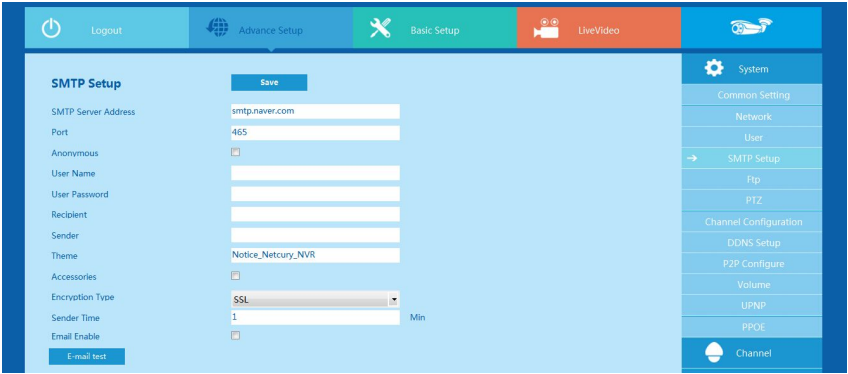 Logout
Advance Setup
Basic Setup
LiveVideo
SMTP Setup
Save
SMTP Server Address
smtp.naver.com
Port
465
Anonymous
User Name
User Password
Recipient
Sender
Theme
Notice_Netcury_NVR
Accessories
Encryption Type
SSL
Sender Time
1
Min
Email Enable
E-mail test
System
Common Setting
Network
User
SMTP Setup
Ftp
PTZ
Channel Configuration
DDNS Setup
P2P Configure
Volume
UPNP
PPOE
Channel